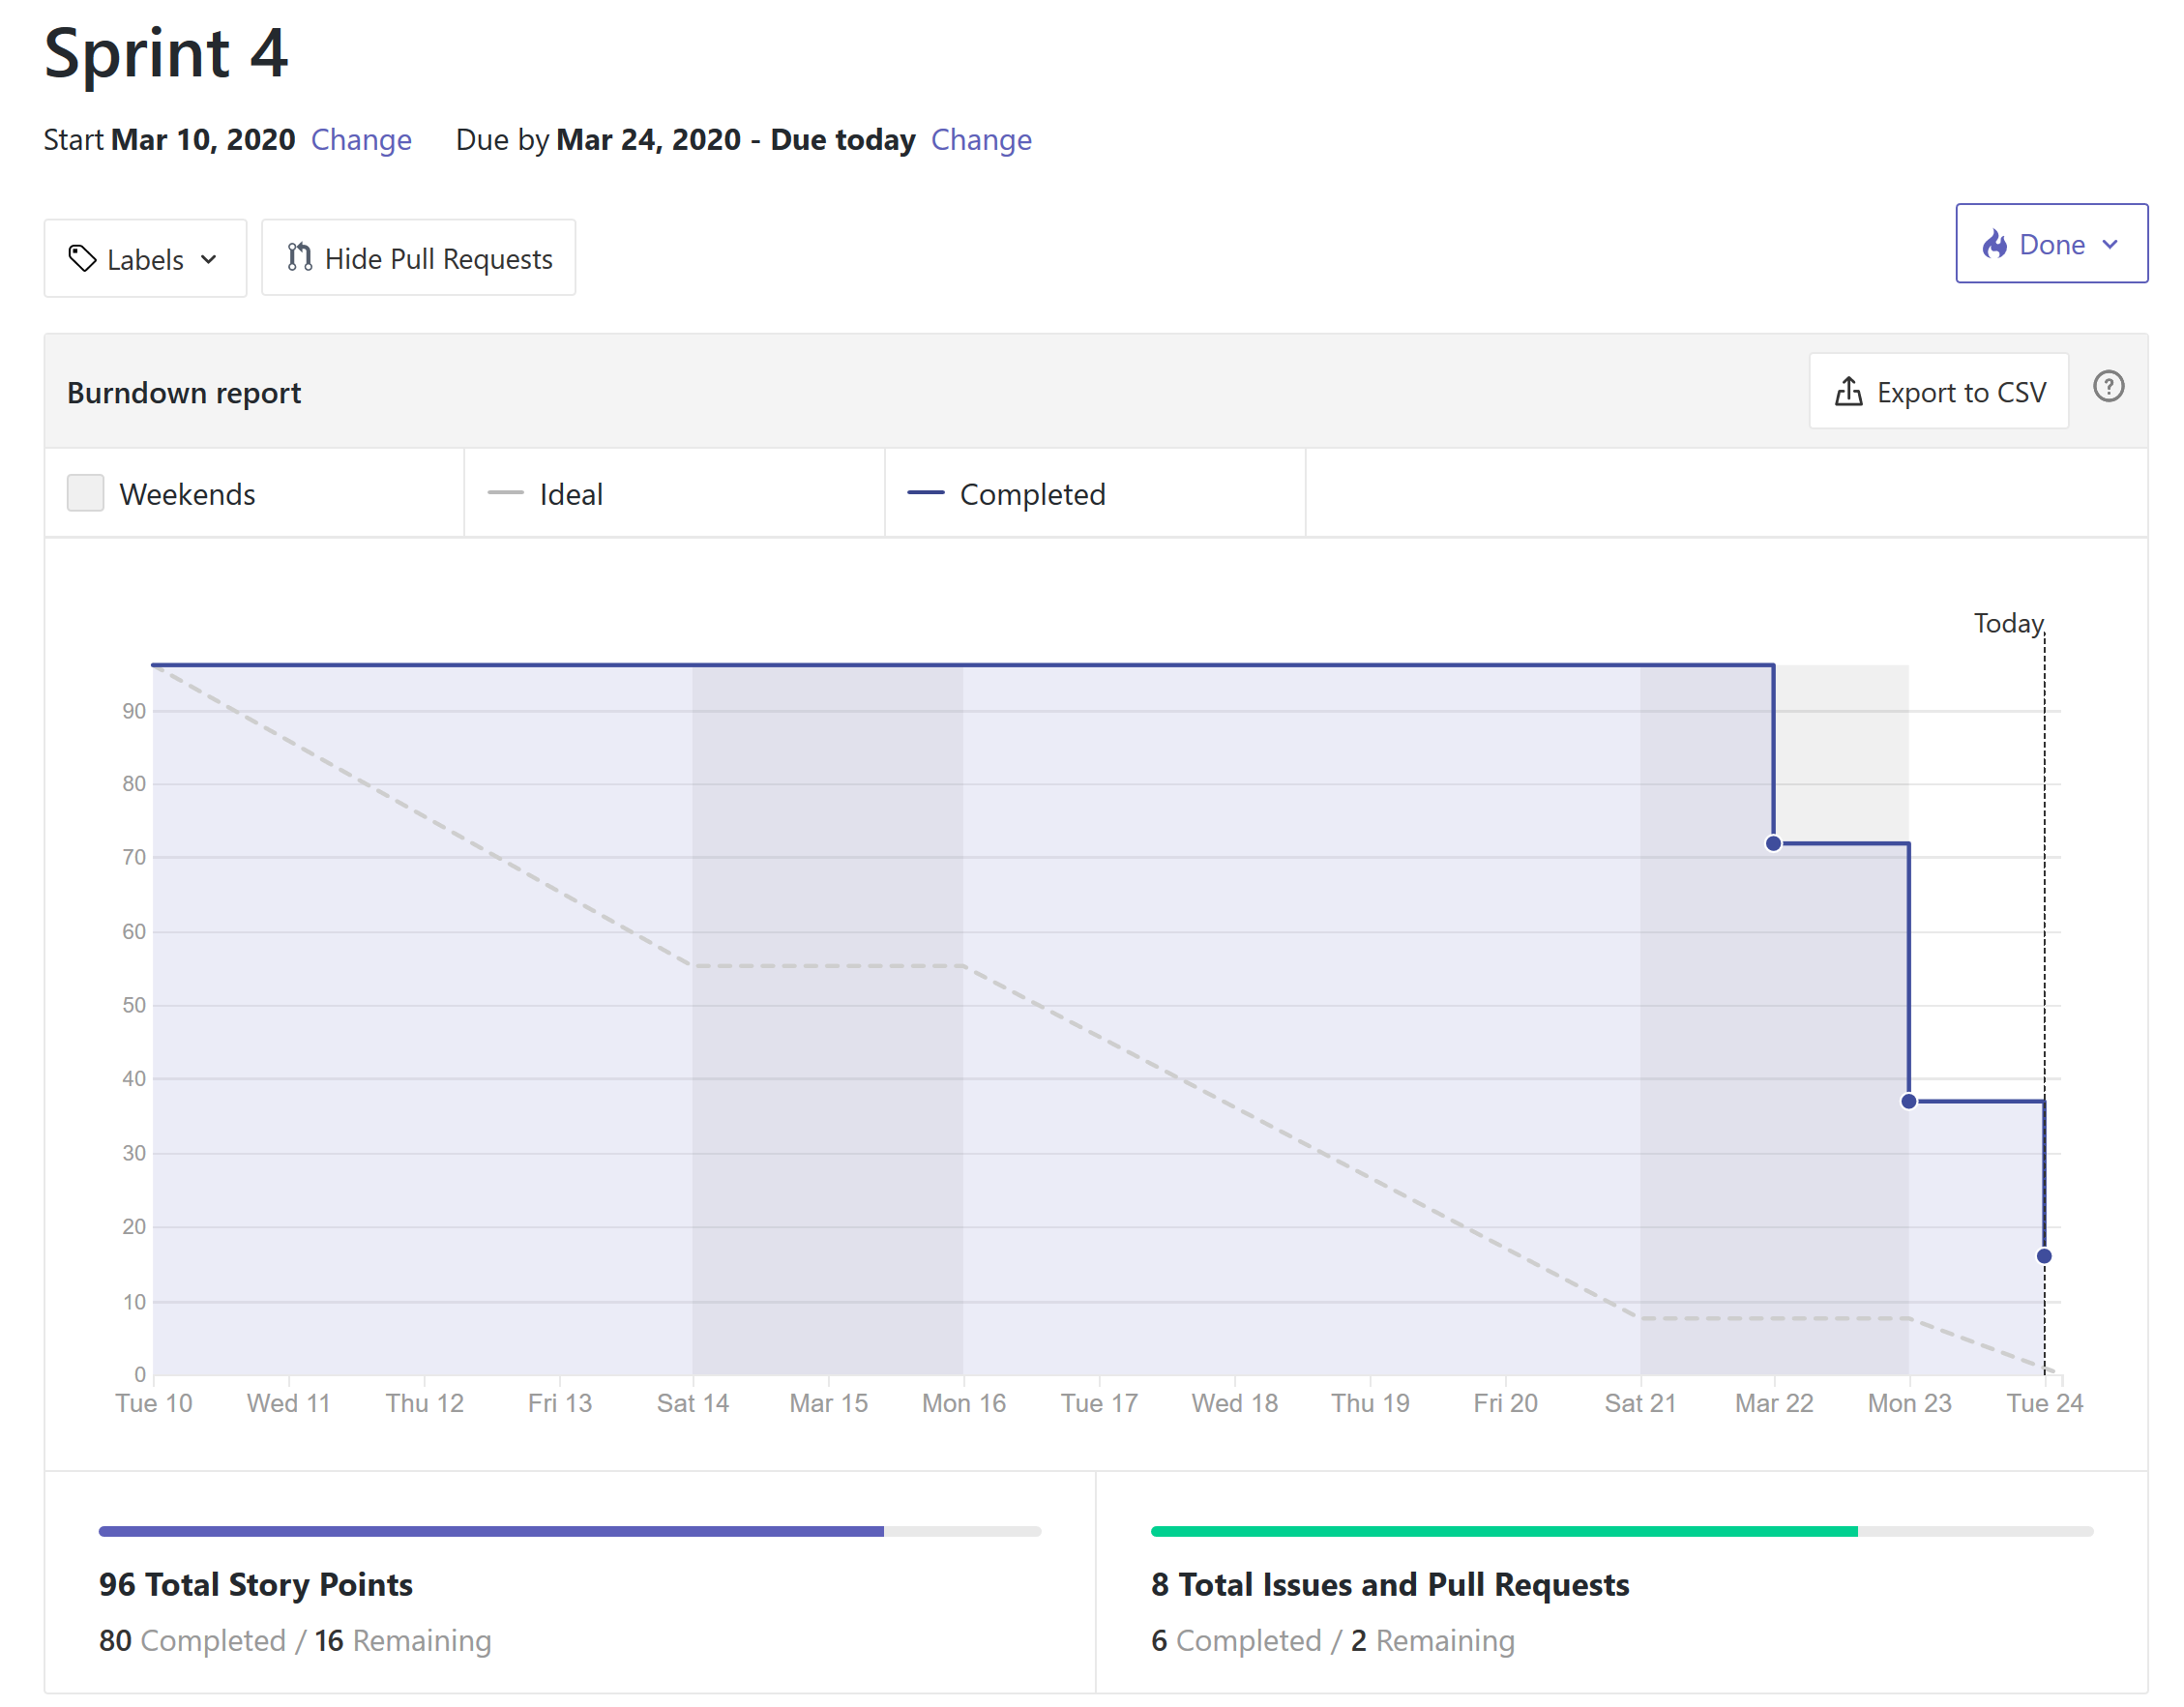 Sprint 4
Start Mar 10, 2020 Change Due by Mar 24, 2020 - Due today Change
Labels Hide Pull Requests Done
Burndown report Export to CSV ?
Weekends Ideal Completed
Today
90
80
70
60
50
40
30
20
10
0
Tue 10 Wed 11 Thu 12 Fri 13 Sat 14 Mar 15 Mon 16 Tue 17 Wed 18 Thu 19 Fri 20 Sat 21 Mar 22 Mon 23 Tue 24
96 Total Story Points
80 Completed / 16 Remaining
8 Total Issues and Pull Requests
6 Completed / 2 Remaining